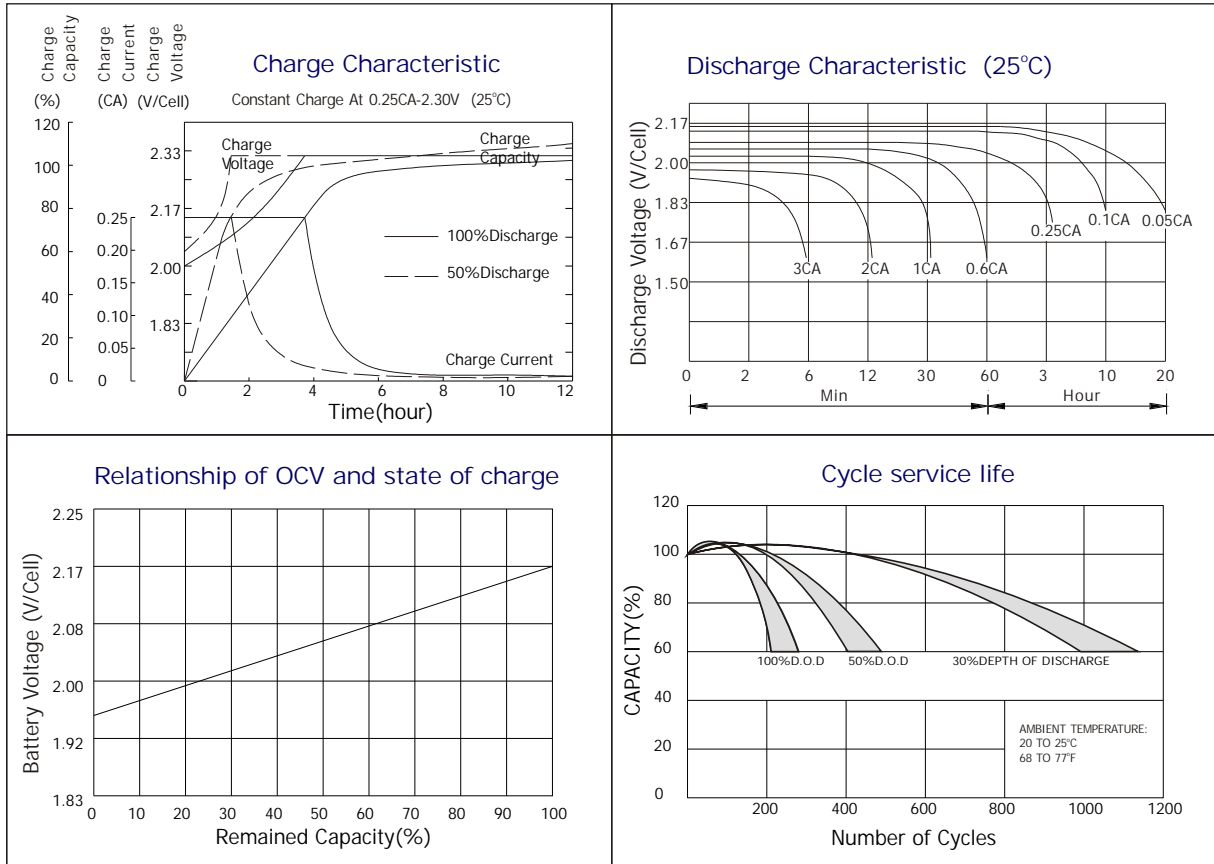 Charge
Capacity
Charge
Current
Charge
Voltage
Charge Characteristic
(%)
(CA)
(V/Cell)
Constant Charge At 0.25CA-2.30V (25°C)
120
100
80
60
40
20
0
0.25
0.20
0.15
0.10
0.05
0
2.33
2.17
2.00
1.83
Charge
Voltage
Charge
Capacity
100%Discharge
50%Discharge
Charge Current
0 2 4 6 8 10 12
Time(hour)
Discharge Characteristic (25°C)
Discharge Voltage (V/Cell)
2.17
2.00
1.83
1.67
1.50
3CA
2CA
1CA
0.6CA
0.25CA
0.1CA
0.05CA
0 2 6 12 30 60 3 10 20
Min
Hour
Relationship of OCV and state of charge
Battery Voltage (V/Cell)
2.25
2.17
2.08
2.00
1.92
1.83
0 10 20 30 40 50 60 70 80 90 100
Remained Capacity(%)
Cycle service life
CAPACITY(%)
120
100
80
60
40
20
0
100%D.O.D
50%D.O.D
30%DEPTH OF DISCHARGE
AMBIENT TEMPERATURE:
20 TO 25°C
68 TO 77°F
200 400 600 800 1000 1200
Number of Cycles